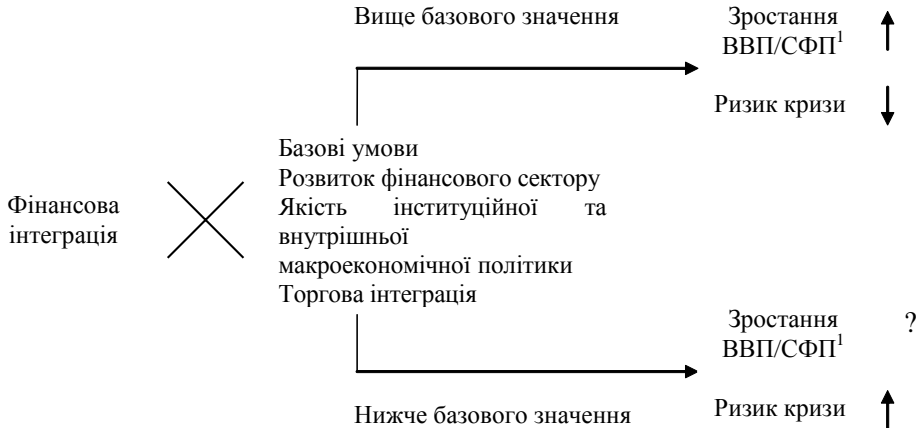 Вище базового значення
Зростання
ВВП/СФП¹
Ризик кризи
Базові умови
Розвиток фінансового сектору
Якість інституційної та
внутрішньої
макроекономічної політики
Торгова інтеграція
Фінансова
інтеграція
Зростання
ВВП/СФП¹
?
Нижче базового значення
Ризик кризи